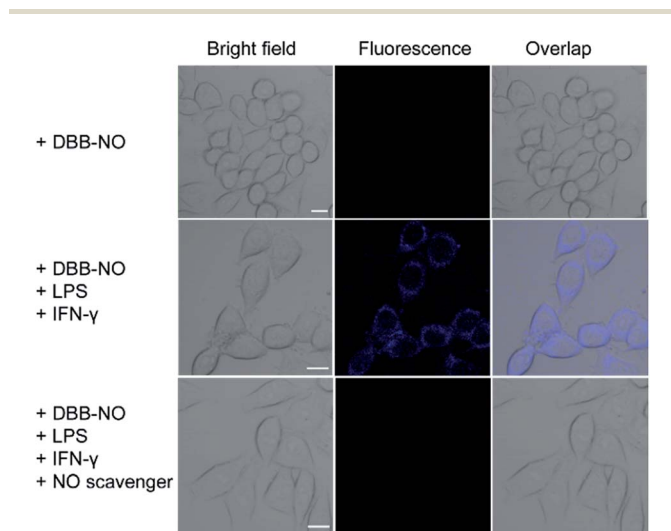 Bright field Fluorescence Overlap
+ DBB-NO
+ DBB-NO
+ LPS
+ IFN-γ
+ DBB-NO
+ LPS
+ IFN-γ
+ NO scavenger